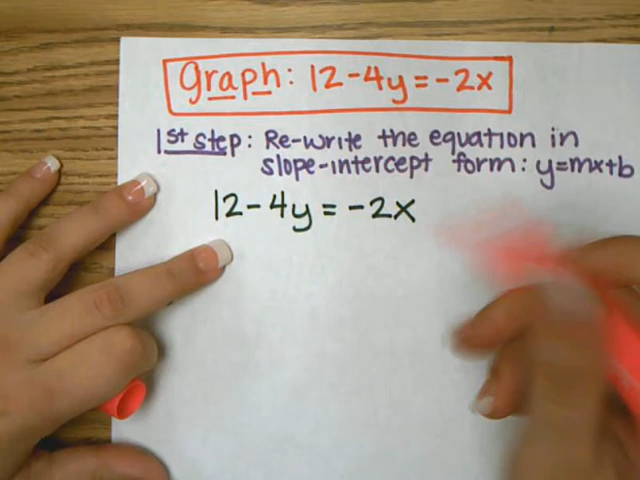 Graph: 12-4y=-2x
1st step: Re-write the equation in
slope-intercept form: y=mx+b
12-4y=-2x